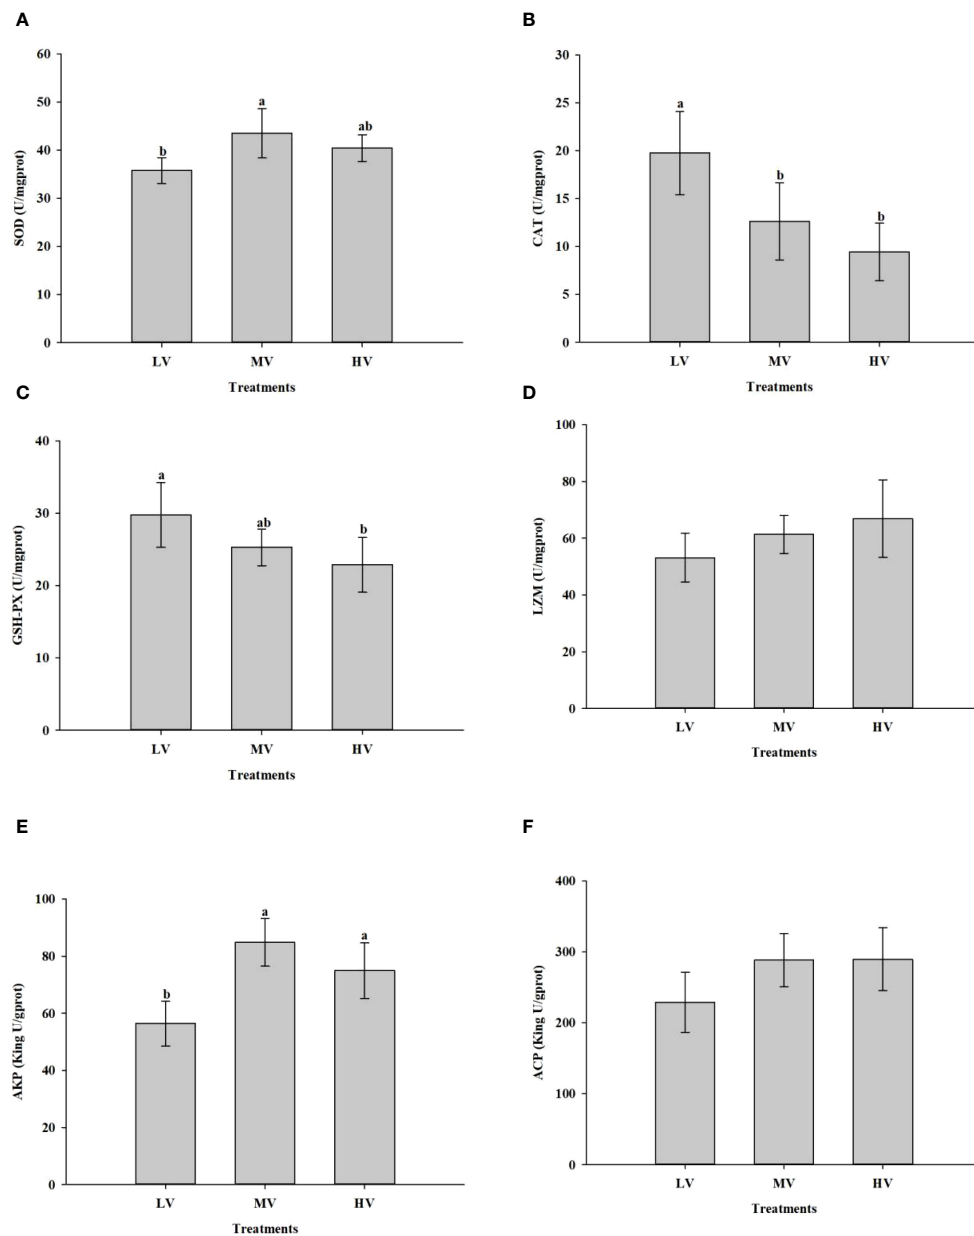 A
60
50
40
30
20
10
0
SOD (U/mgprot)
b
a
ab
LV MV HV
Treatments
B
30
25
20
15
10
5
0
CAT (U/mgprot)
a
b
b
LV MV HV
Treatments
C
40
30
20
10
0
GSH-PX (U/mgprot)
a
ab
b
LV MV HV
Treatments
D
100
80
60
40
20
0
LZM (U/mgprot)
LV MV HV
Treatments
E
100
80
60
40
20
0
AKP (King U/gprot)
b
a
a
LV MV HV
Treatments
F
400
300
200
100
0
ACP (King U/gprot)
LV MV HV
Treatments